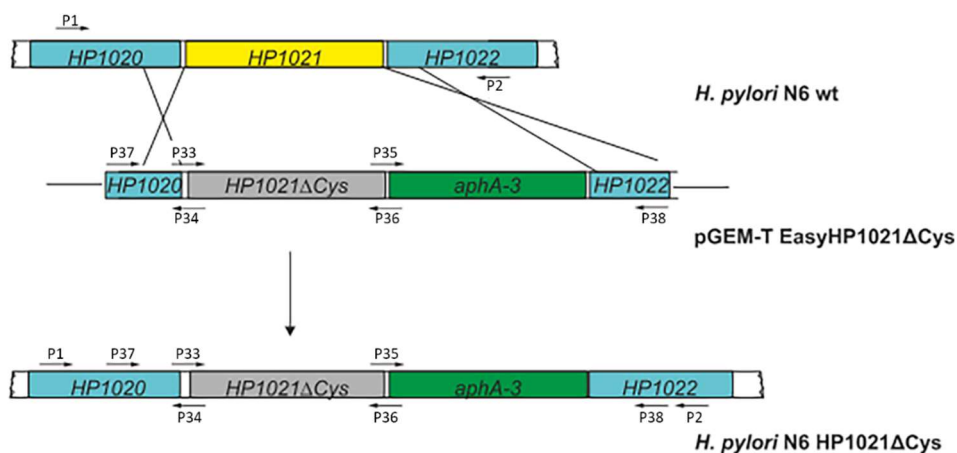 P1
HP1020 HP1021 HP1022
P2
H. pylori N6 wt
P37 P33 P35
HP1020 HP1021ΔCys aphA-3 HP1022
P34 P36 P38
pGEM-T EasyHP1021ΔCys
P1 P37 P33 P35
HP1020 HP1021ΔCys aphA-3 HP1022
P34 P36 P38 P2
H. pylori N6 HP1021ΔCys